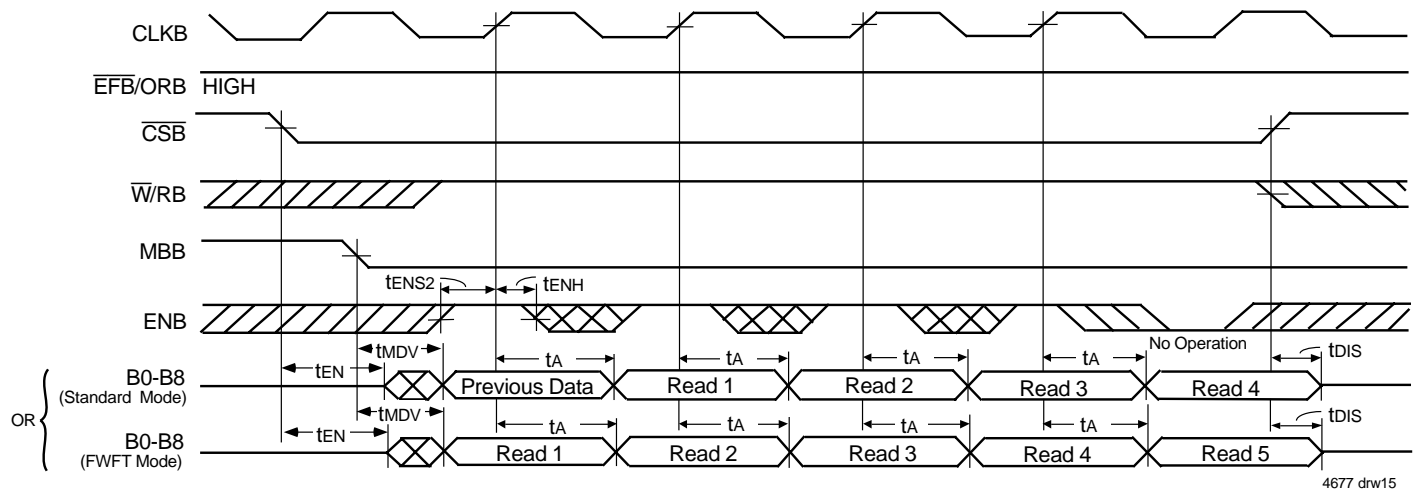 CLKB
EFB/ORB HIGH
CSB
W/RB
MBB
tENS2 tENH
ENB
No Operation
tMDV
tEN tA tA tA tA tDIS
B0-B8
(Standard Mode)
Previous Data Read 1 Read 2 Read 3 Read 4
OR
tMDV
tEN tA tA tA tA tDIS
B0-B8
(FWFT Mode)
Read 1 Read 2 Read 3 Read 4 Read 5
4677 drw15